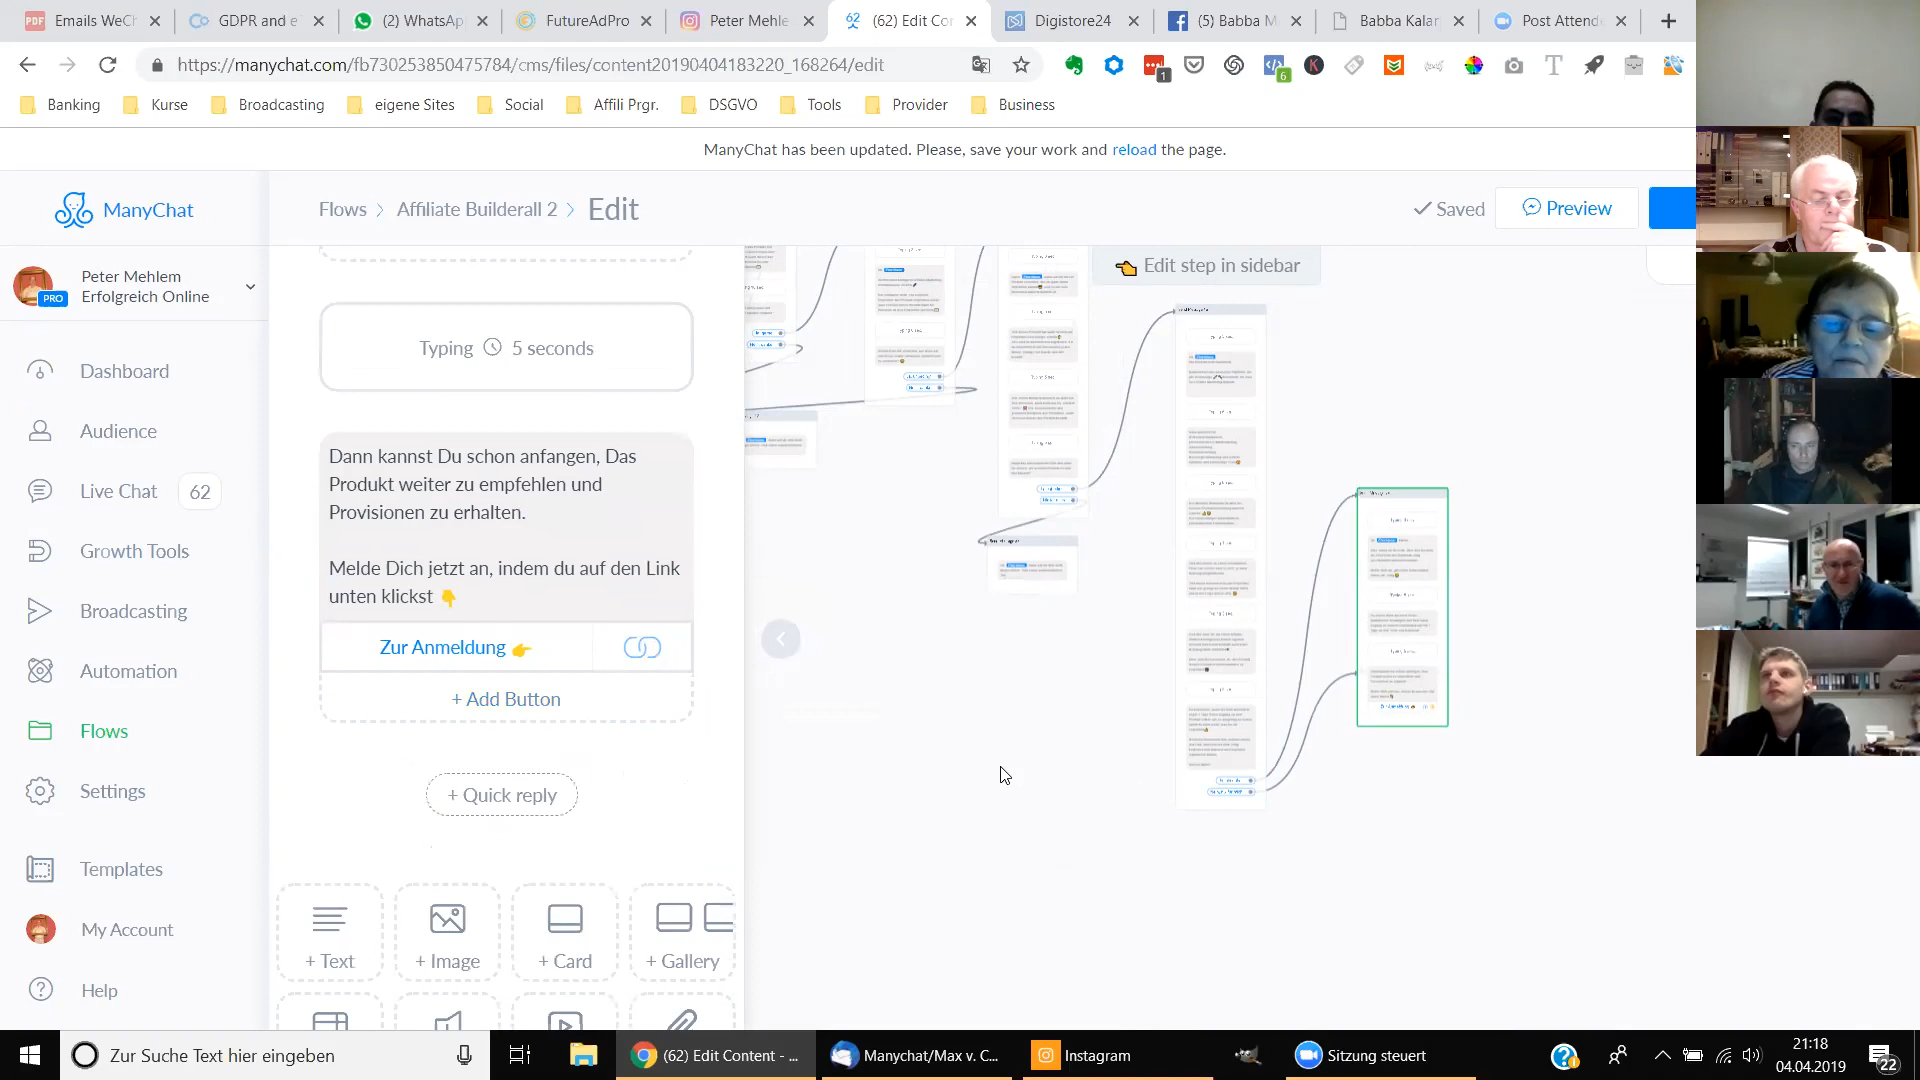 Emails WeCh
GDPR and e
(2) WhatsAp
FutureAdPro
Peter Mehle
(62) Edit Cor
Digistore24
(5) Babba M
Babba Kalar
Post Attende
https://manychat.com/fb730253850475784/cms/files/content20190404183220_168264/edit
Banking
Kurse
Broadcasting
eigene Sites
Social
Affili Prgr.
DSGVO
Tools
Provider
Business
ManyChat has been updated. Please, save your work and reload the page.
ManyChat
Flows > Affiliate Builderall 2 > Edit
Saved
Preview
Peter Mehlem
Erfolgreich Online
PRO
Edit step in sidebar
Dashboard
Audience
Live Chat 62
Growth Tools
Broadcasting
Automation
Flows
Settings
Templates
My Account
Help
Typing 5 seconds
Dann kannst Du schon anfangen, Das
Produkt weiter zu empfehlen und
Provisionen zu erhalten.
Melde Dich jetzt an, indem du auf den Link
unten klickst
Zur Anmeldung
+ Add Button
+ Quick reply
+ Text
+ Image
+ Card
+ Gallery
Zur Suche Text hier eingeben
(62) Edit Content - ...
Manychat/Max v. C...
Instagram
Sitzung steuert
21:18
04.04.2019
22